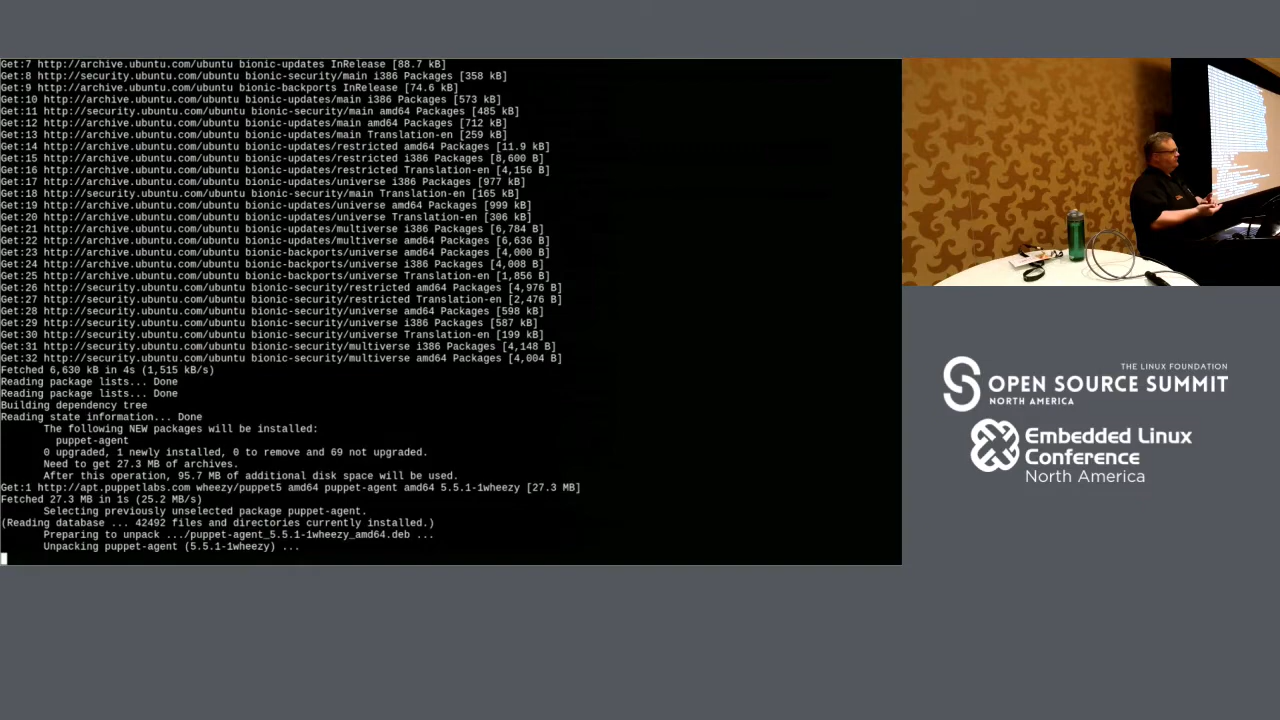 Get:7 http://archive.ubuntu.com/ubuntu bionic-updates InRelease [88.7 kB]
Get:8 http://security.ubuntu.com/ubuntu bionic-security/main i386 Packages [358 kB]
Get:9 http://archive.ubuntu.com/ubuntu bionic-backports InRelease [74.6 kB]
Get:10 http://archive.ubuntu.com/ubuntu bionic-updates/main i386 Packages [573 kB]
Get:11 http://security.ubuntu.com/ubuntu bionic-security/main amd64 Packages [485 kB]
Get:12 http://archive.ubuntu.com/ubuntu bionic-updates/main amd64 Packages [712 kB]
Get:13 http://archive.ubuntu.com/ubuntu bionic-updates/main Translation-en [259 kB]
Get:14 http://archive.ubuntu.com/ubuntu bionic-updates/restricted amd64 Packages [11.9 kB]
Get:15 http://archive.ubuntu.com/ubuntu bionic-updates/restricted i386 Packages [8,600 B]
Get:16 http://archive.ubuntu.com/ubuntu bionic-updates/restricted Translation-en [4,156 B]
Get:17 http://archive.ubuntu.com/ubuntu bionic-updates/universe i386 Packages [977 kB]
Get:18 http://security.ubuntu.com/ubuntu bionic-security/main Translation-en [165 kB]
Get:19 http://archive.ubuntu.com/ubuntu bionic-updates/universe amd64 Packages [999 kB]
Get:20 http://archive.ubuntu.com/ubuntu bionic-updates/universe Translation-en [306 kB]
Get:21 http://archive.ubuntu.com/ubuntu bionic-updates/multiverse i386 Packages [6,784 B]
Get:22 http://archive.ubuntu.com/ubuntu bionic-updates/multiverse amd64 Packages [6,636 B]
Get:23 http://archive.ubuntu.com/ubuntu bionic-backports/universe amd64 Packages [4,000 B]
Get:24 http://archive.ubuntu.com/ubuntu bionic-backports/universe i386 Packages [4,008 B]
Get:25 http://archive.ubuntu.com/ubuntu bionic-backports/universe Translation-en [1,856 B]
Get:26 http://security.ubuntu.com/ubuntu bionic-security/restricted amd64 Packages [4,976 B]
Get:27 http://security.ubuntu.com/ubuntu bionic-security/restricted Translation-en [2,476 B]
Get:28 http://security.ubuntu.com/ubuntu bionic-security/universe amd64 Packages [598 kB]
Get:29 http://security.ubuntu.com/ubuntu bionic-security/universe i386 Packages [587 kB]
Get:30 http://security.ubuntu.com/ubuntu bionic-security/universe Translation-en [199 kB]
Get:31 http://security.ubuntu.com/ubuntu bionic-security/multiverse i386 Packages [4,148 B]
Get:32 http://security.ubuntu.com/ubuntu bionic-security/multiverse amd64 Packages [4,004 B]
Fetched 6,630 kB in 4s (1,515 kB/s)
Reading package lists... Done
Reading package lists... Done
Building dependency tree
Reading state information... Done
The following NEW packages will be installed:
puppet-agent
0 upgraded, 1 newly installed, 0 to remove and 69 not upgraded.
Need to get 27.3 MB of archives.
After this operation, 95.7 MB of additional disk space will be used.
Get:1 http://apt.puppetlabs.com wheezy/puppet5 amd64 puppet-agent amd64 5.5.1-1wheezy [27.3 MB]
Fetched 27.3 MB in 1s (25.2 MB/s)
Selecting previously unselected package puppet-agent.
(Reading database ... 42492 files and directories currently installed.)
Preparing to unpack .../puppet-agent_5.5.1-1wheezy_amd64.deb ...
Unpacking puppet-agent (5.5.1-1wheezy) ...
THE LINUX FOUNDATION
OPEN SOURCE SUMMIT
NORTH AMERICA
Embedded Linux
Conference
North America